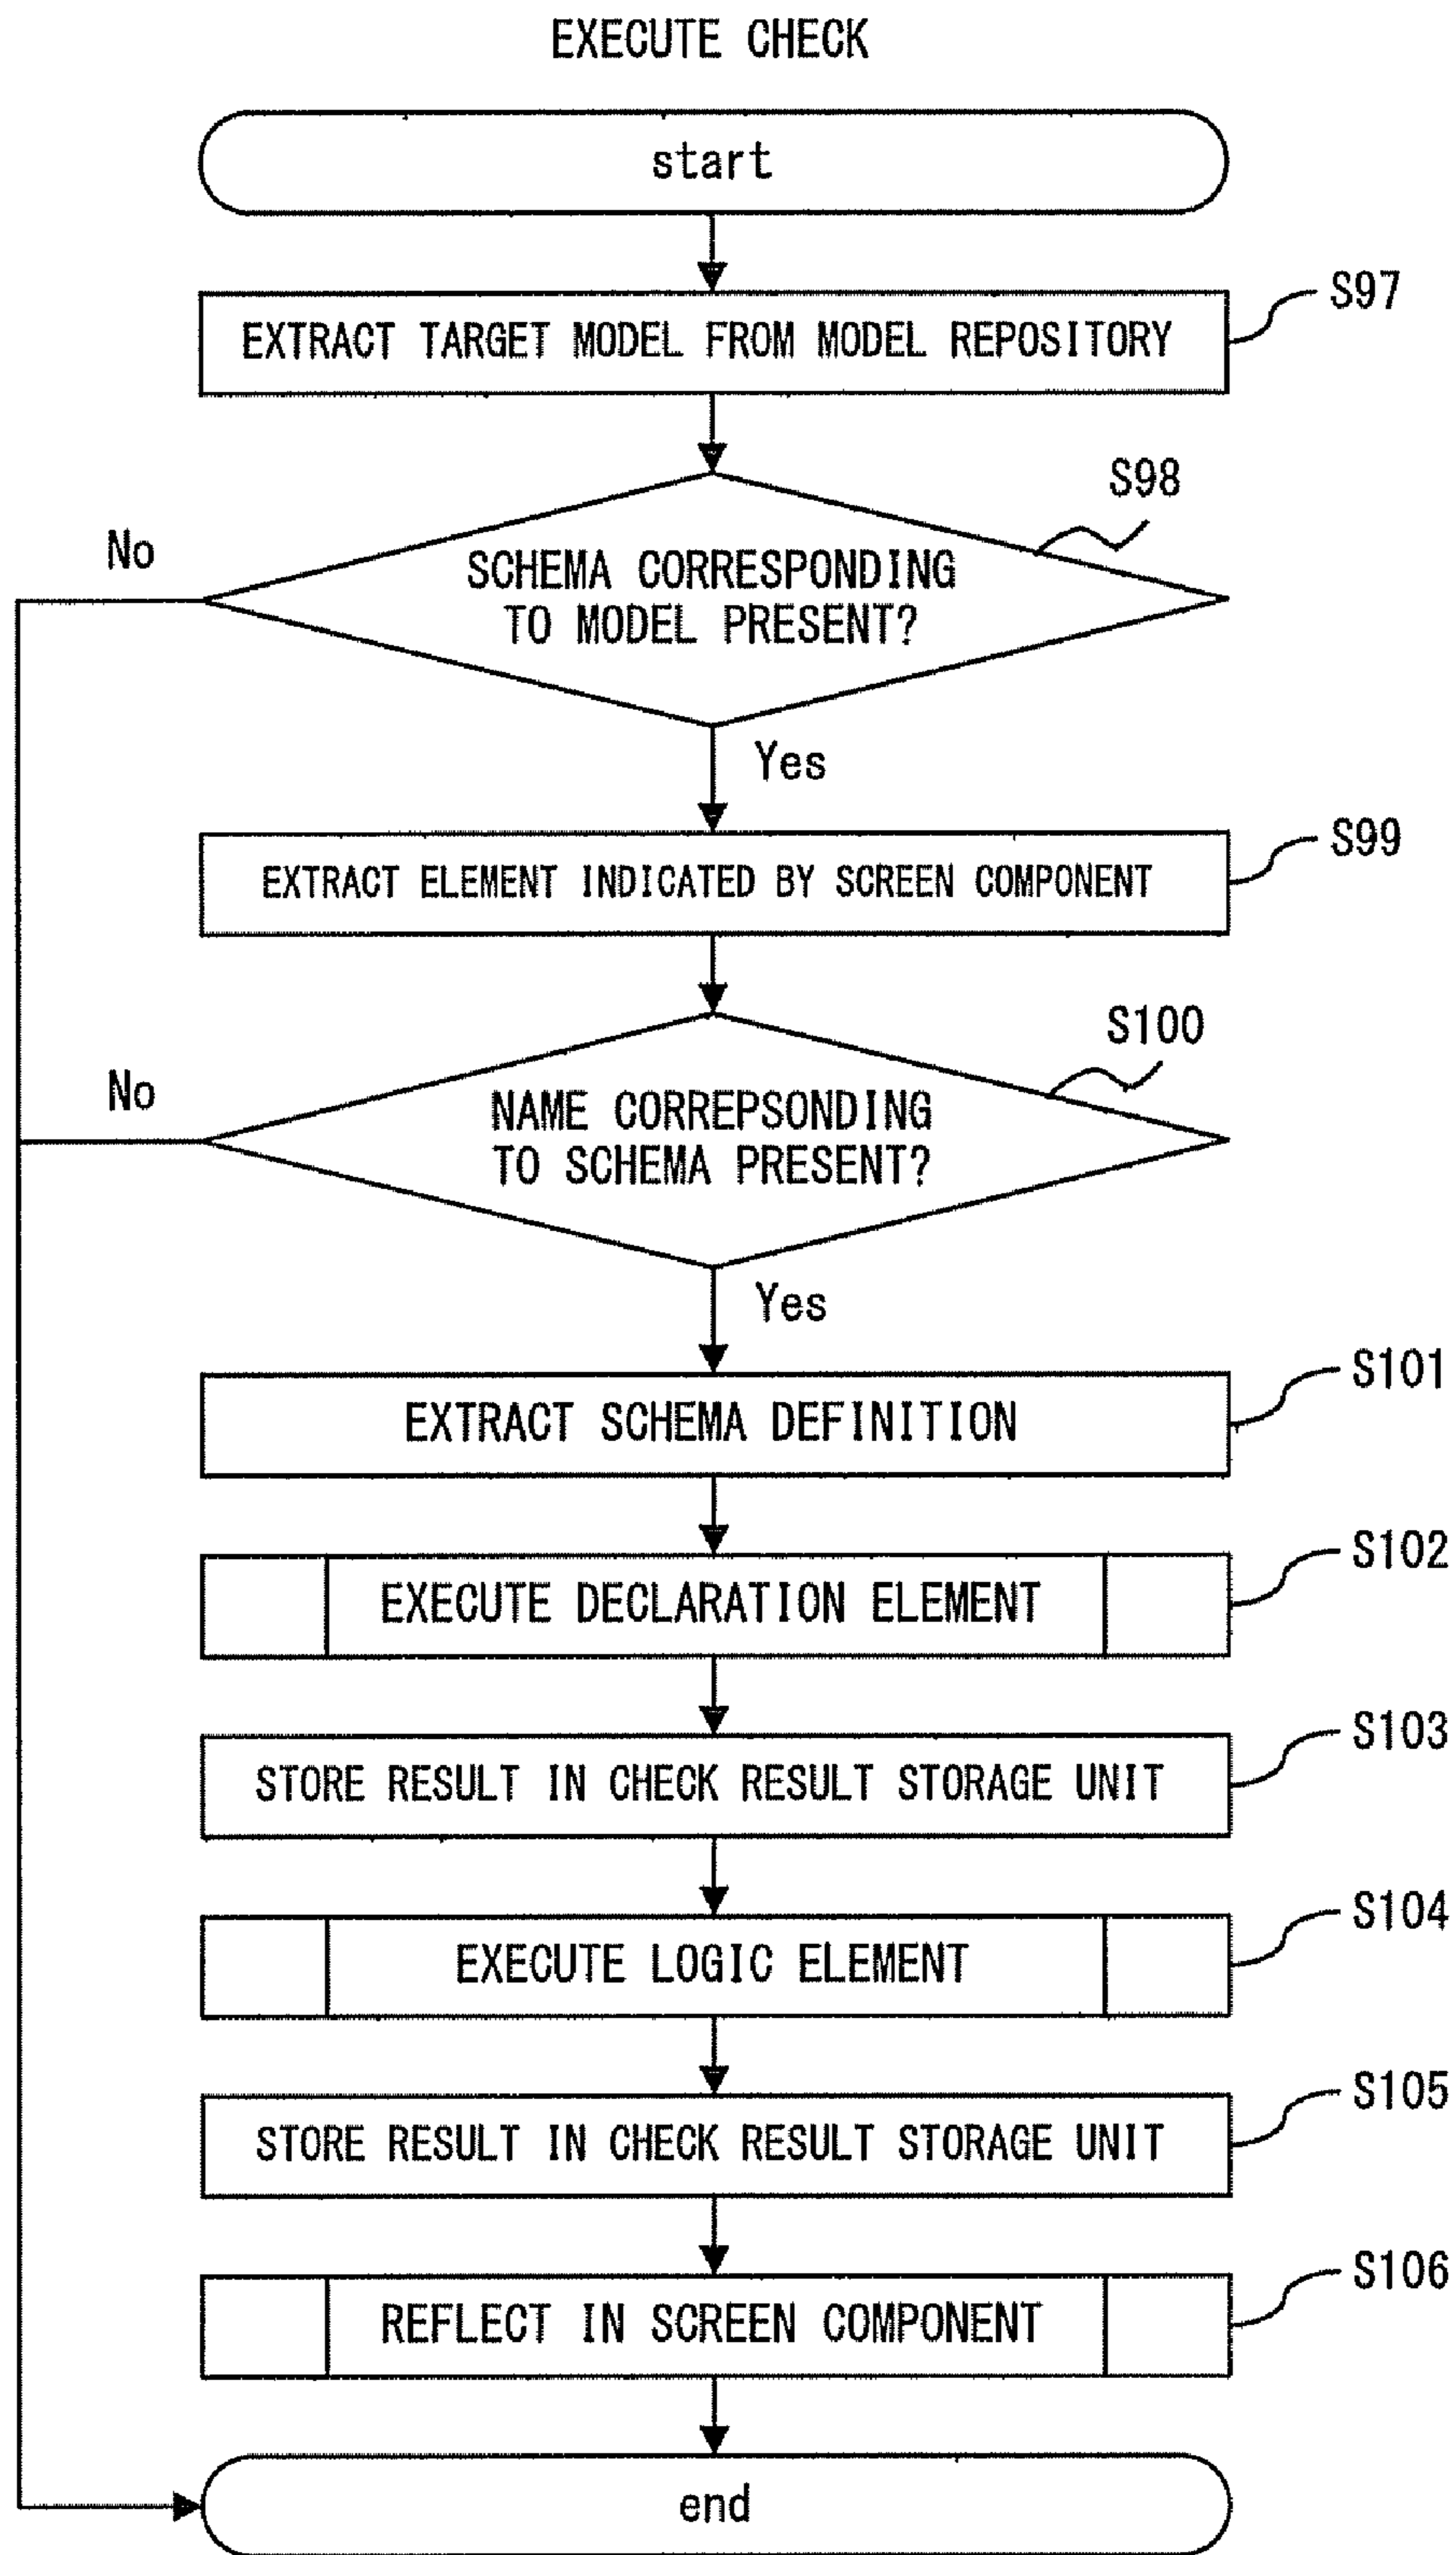 EXECUTE CHECK
start
S97
EXTRACT TARGET MODEL FROM MODEL REPOSITORY
S98
No
SCHEMA CORRESPONDING
TO MODEL PRESENT?
Yes
S99
EXTRACT ELEMENT INDICATED BY SCREEN COMPONENT
S100
No
NAME CORREPSONDING
TO SCHEMA PRESENT?
Yes
S101
EXTRACT SCHEMA DEFINITION
S102
EXECUTE DECLARATION ELEMENT
S103
STORE RESULT IN CHECK RESULT STORAGE UNIT
S104
EXECUTE LOGIC ELEMENT
S105
STORE RESULT IN CHECK RESULT STORAGE UNIT
S106
REFLECT IN SCREEN COMPONENT
end